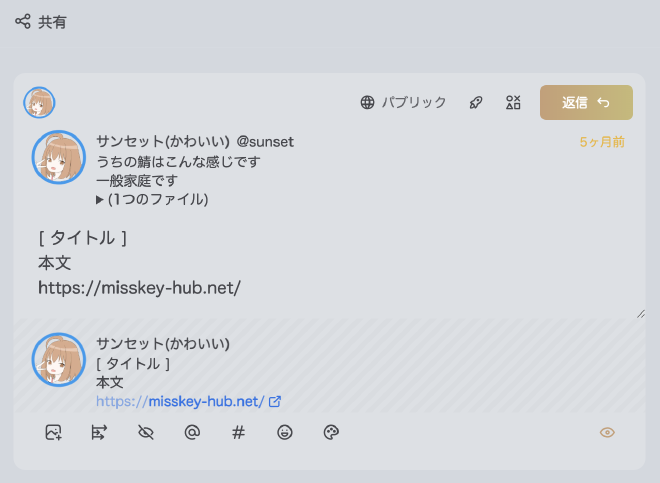 共有
パブリック
返信
サンセット(かわいい) @sunset
5ヶ月前
うちの鯖はこんな感じです
一般家庭です
▶ (1つのファイル)
[ タイトル ]
本文
https://misskey-hub.net/
サンセット(かわいい)
[ タイトル ]
本文
https://misskey-hub.net/